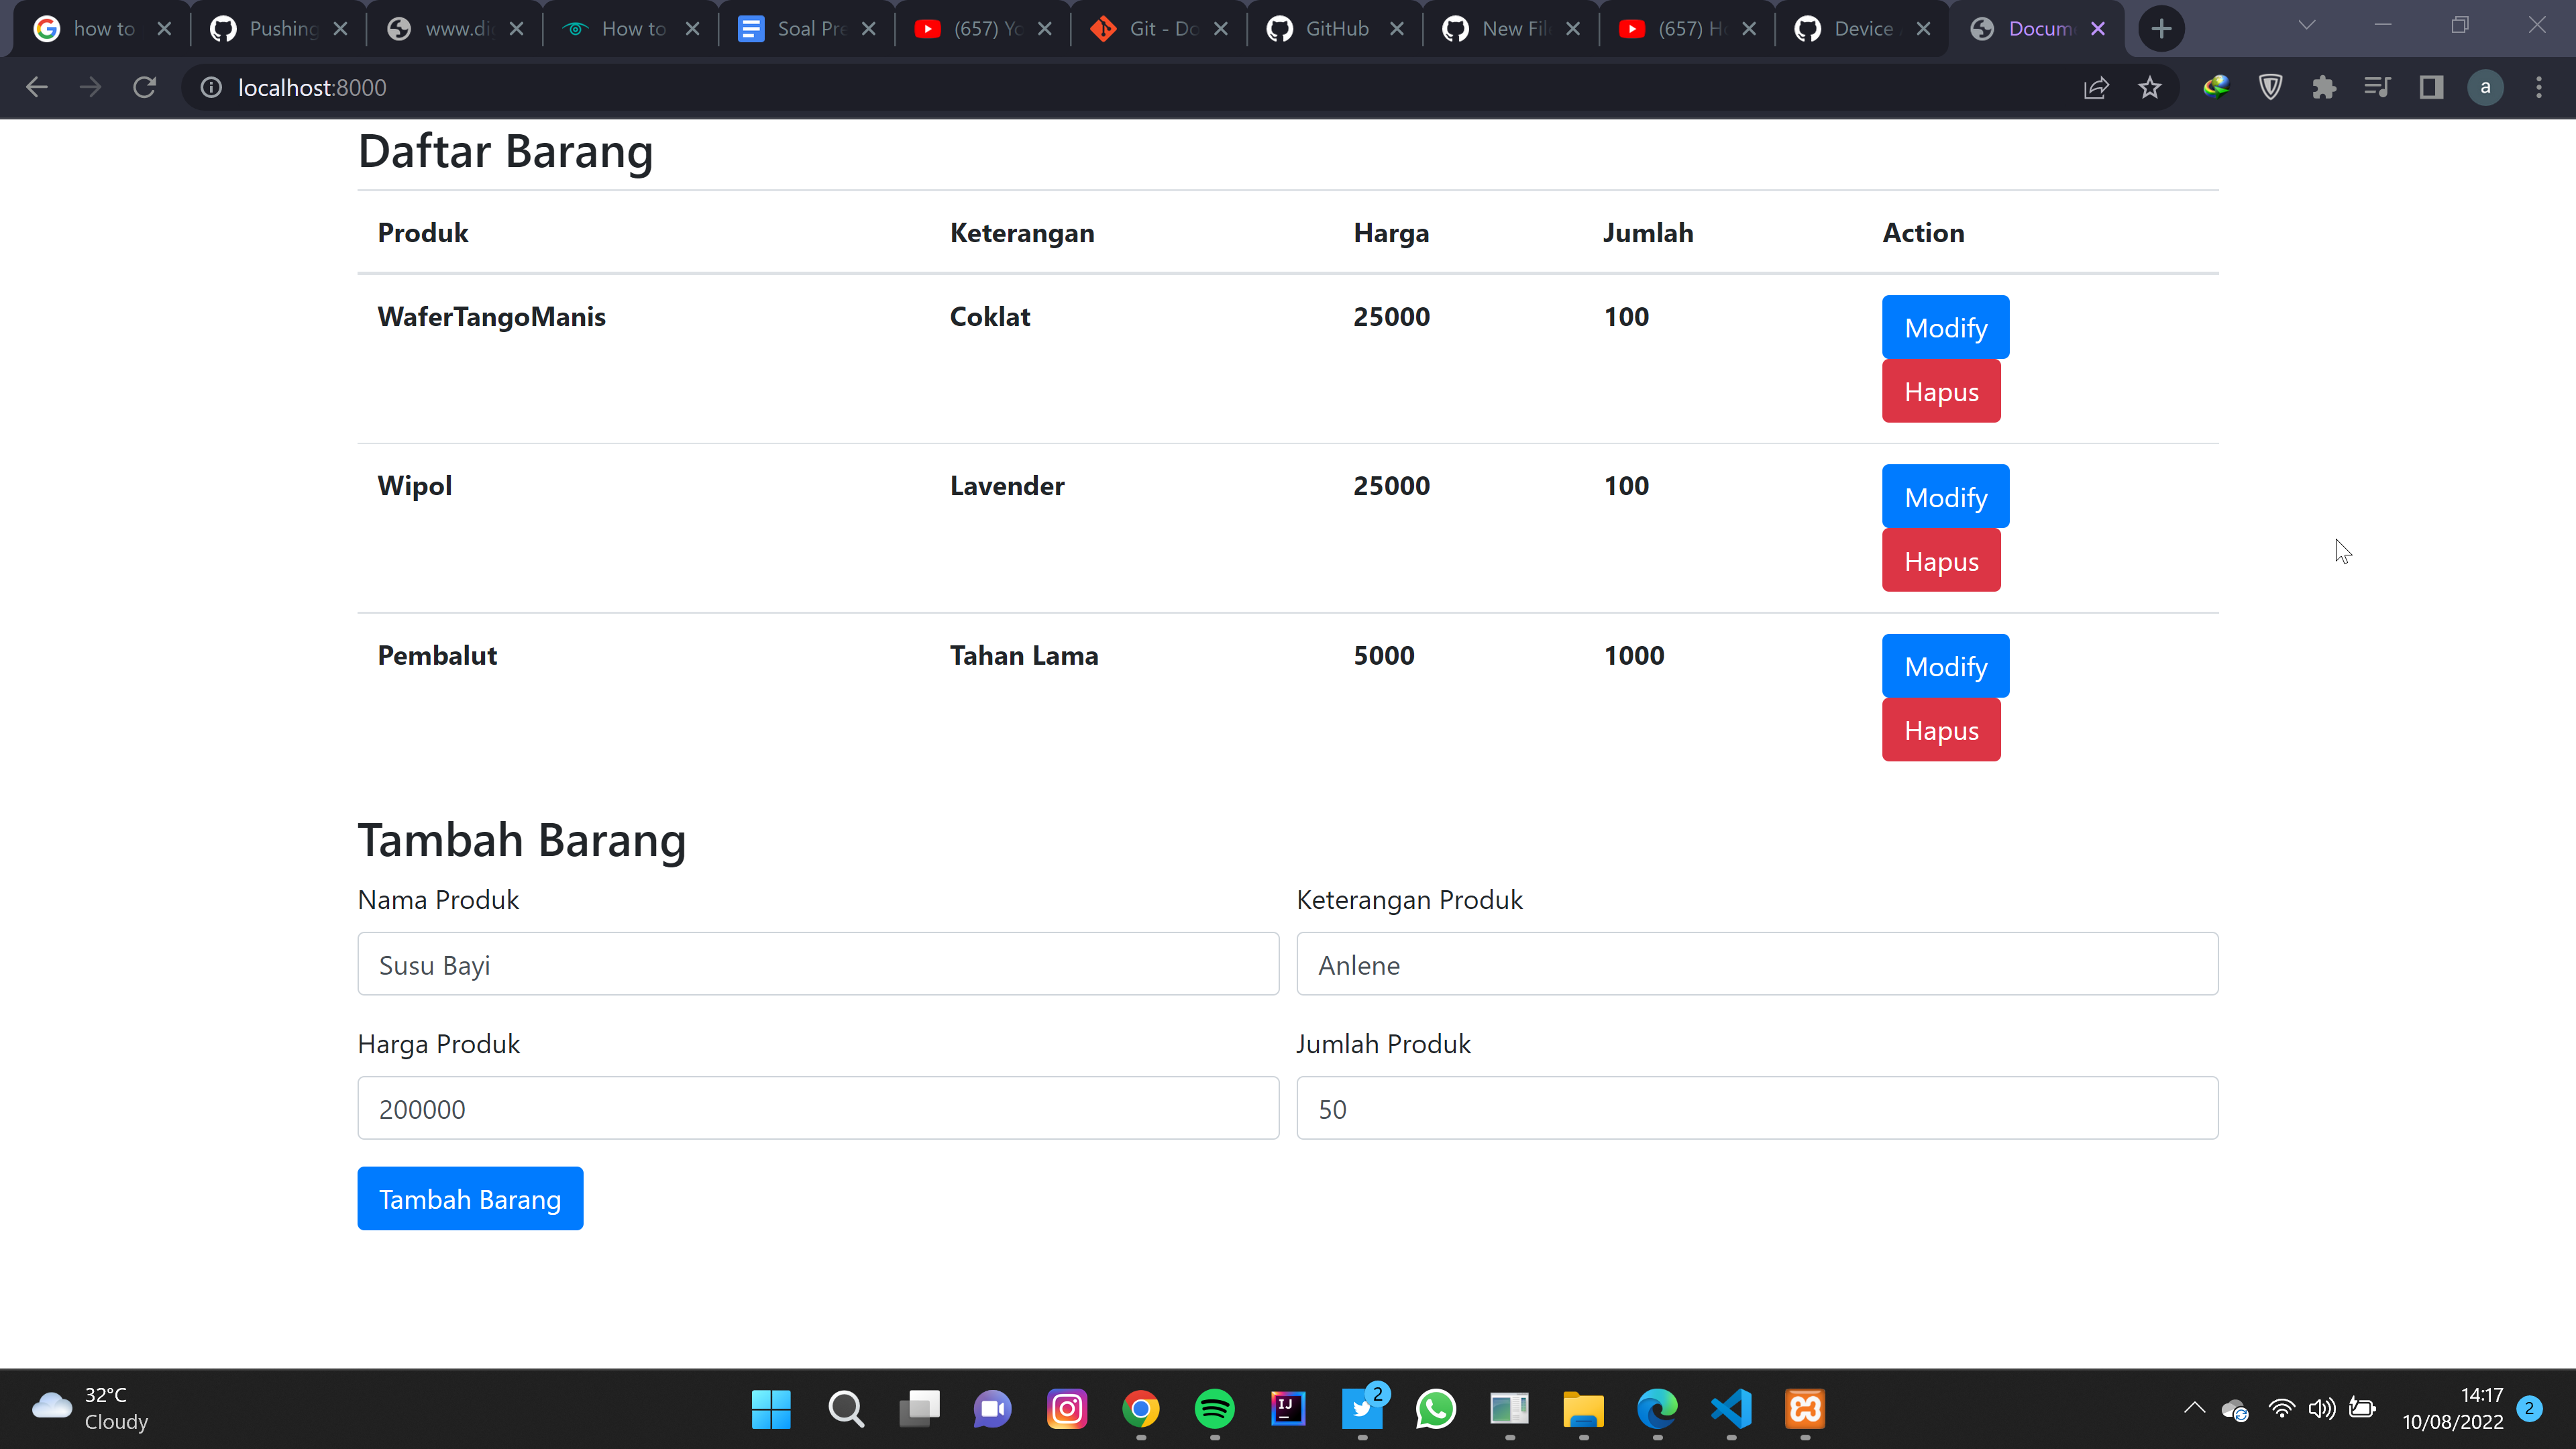 how to
Pushing
www.di
How to
Soal Pre
(657) Yo
Git - Do
GitHub
New Fil
(657) H
Device
Docum
localhost:8000
a
Daftar Barang
Produk Keterangan Harga Jumlah Action
WaferTangoManis Coklat 25000 100 Modify
Hapus
Wipol Lavender 25000 100 Modify
Hapus
Pembalut Tahan Lama 5000 1000 Modify
Hapus
Tambah Barang
Nama Produk Keterangan Produk
Susu Bayi Anlene
Harga Produk Jumlah Produk
200000 50
Tambah Barang
32°C
Cloudy
IJ
2
14:17
10/08/2022
2